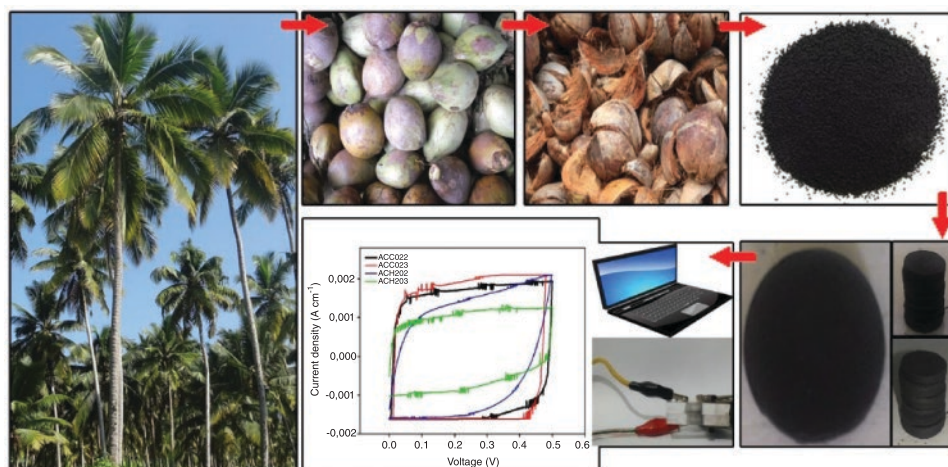 ACC022
ACC023
ACH202
ACH203
Current density (A cm⁻¹)
0,002
0,001
0,000
-0,001
-0,002
0.0 0.1 0.2 0.3 0.4 0.5 0.6
Voltage (V)